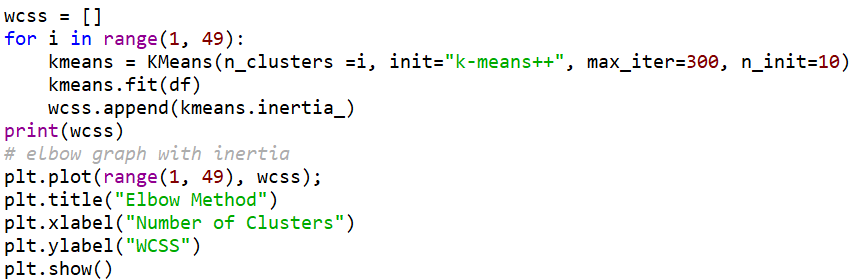 wcss = []
for i in range(1, 49):
    kmeans = KMeans(n_clusters =i, init="k-means++", max_iter=300, n_init=10)
    kmeans.fit(df)
    wcss.append(kmeans.inertia_)
print(wcss)
# elbow graph with inertia
plt.plot(range(1, 49), wcss);
plt.title("Elbow Method")
plt.xlabel("Number of Clusters")
plt.ylabel("WCSS")
plt.show()